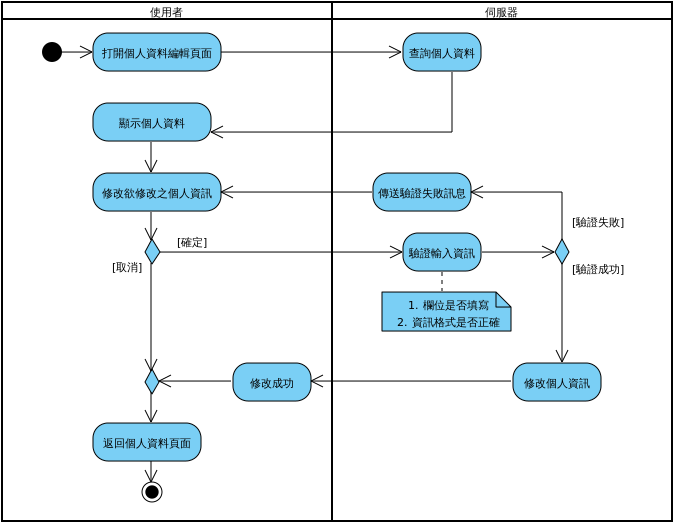 使用者
伺服器
打開個人資料編輯頁面
查詢個人資料
顯示個人資料
修改欲修改之個人資訊
傳送驗證失敗訊息
[驗證失敗]
[確定]
驗證輸入資訊
[取消]
[驗證成功]
1. 欄位是否填寫
2. 資訊格式是否正確
修改成功
修改個人資訊
返回個人資料頁面